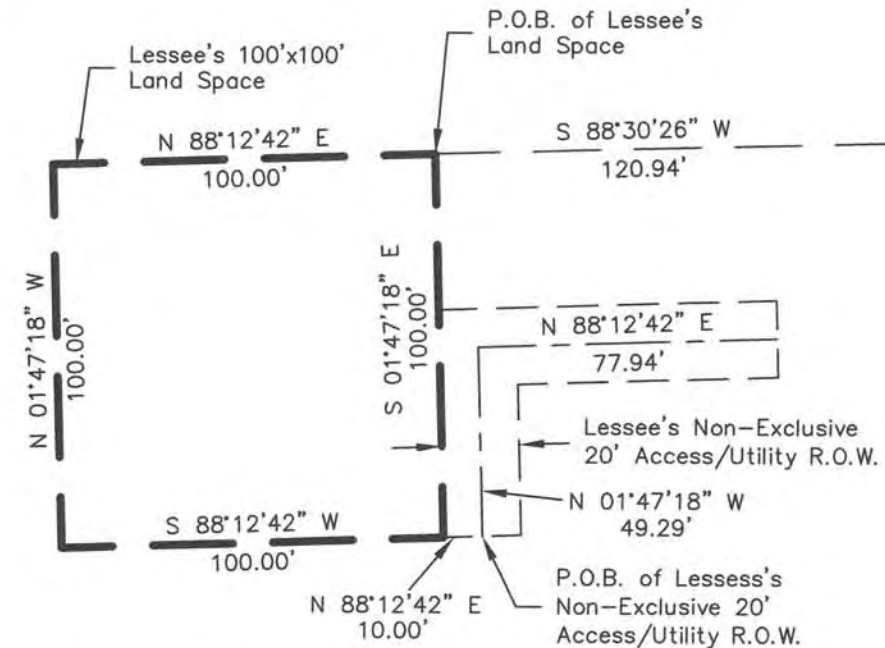 P.O.B. of Lessee's
Land Space
Lessee's 100'x100'
Land Space
N 88°12'42" E
100.00'
S 88°30'26" W
120.94'
N 01°47'18" W
100.00'
S 01°47'18" E
100.00'
N 88°12'42" E
77.94'
Lessee's Non-Exclusive
20' Access/Utility R.O.W.
N 01°47'18" W
49.29'
S 88°12'42" W
100.00'
N 88°12'42" E
10.00'
P.O.B. of Lessess's
Non-Exclusive 20'
Access/Utility R.O.W.